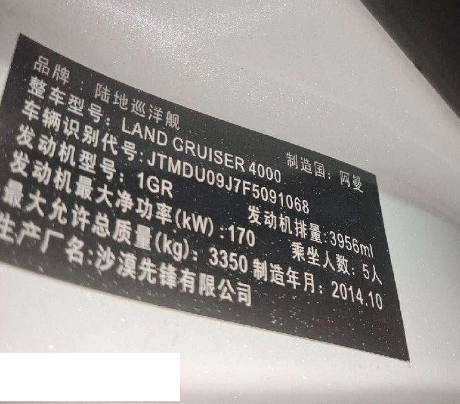 品牌：陆地巡洋舰
整车型号：LAND CRUISER 4000 制造国：阿曼
车辆识别代号：JTMDU09J7F5091068
发动机型号：1GR 发动机排量：3956ml
发动机最大净功率(kW)：170 乘坐人数：5人
最大允许总质量(kg)：3350 制造年月：2014.10
生产厂名：沙漠先锋有限公司